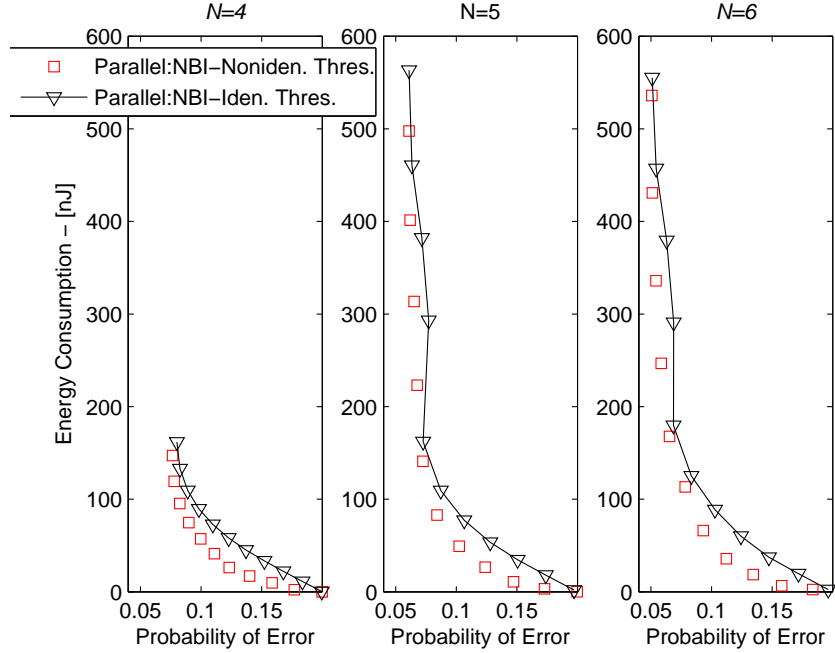 N=4
N=5
N=6
Parallel:NBI−Noniden. Thres.
Parallel:NBI−Iden. Thres.
Energy Consumption − [nJ]
600
500
400
300
200
100
0
0.05 0.1 0.15
Probability of Error
600
500
400
300
200
100
0
0.05 0.1 0.15
Probability of Error
600
500
400
300
200
100
0
0.05 0.1 0.15
Probability of Error